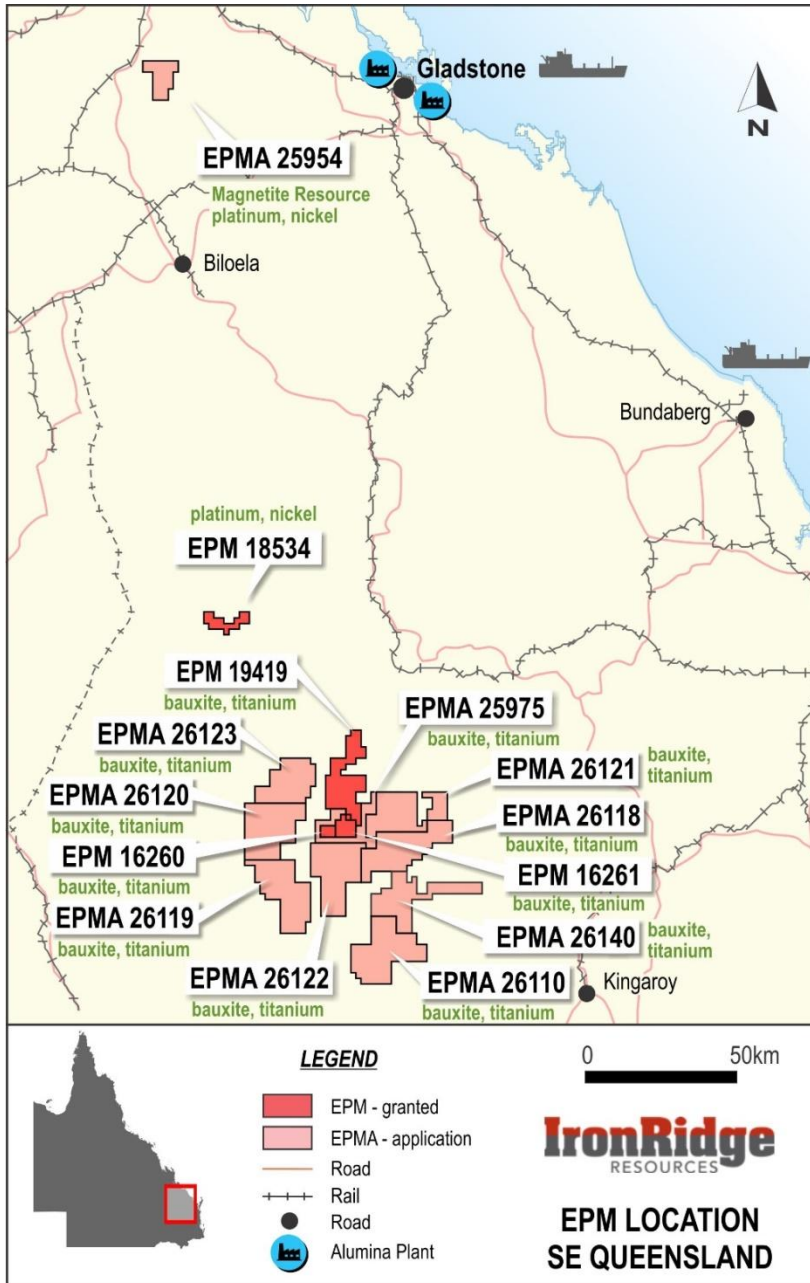 Gladstone
N
EPMA 25954
Magnetite Resource
platinum, nickel
Biloela
Bundaberg
platinum, nickel
EPM 18534
EPM 19419
bauxite, titanium
EPMA 25975
bauxite, titanium
EPMA 26123
bauxite, titanium
EPMA 26121
bauxite,
titanium
EPMA 26120
bauxite, titanium
EPMA 26118
bauxite, titanium
EPM 16260
bauxite, titanium
EPM 16261
bauxite, titanium
EPMA 26119
bauxite, titanium
EPMA 26140
bauxite,
titanium
EPMA 26122
bauxite, titanium
EPMA 26110
bauxite, titanium
Kingaroy
LEGEND
EPM - granted
EPMA - application
Road
Rail
Road
Alumina Plant
0 50km
IronRidge
RESOURCES
EPM LOCATION
SE QUEENSLAND